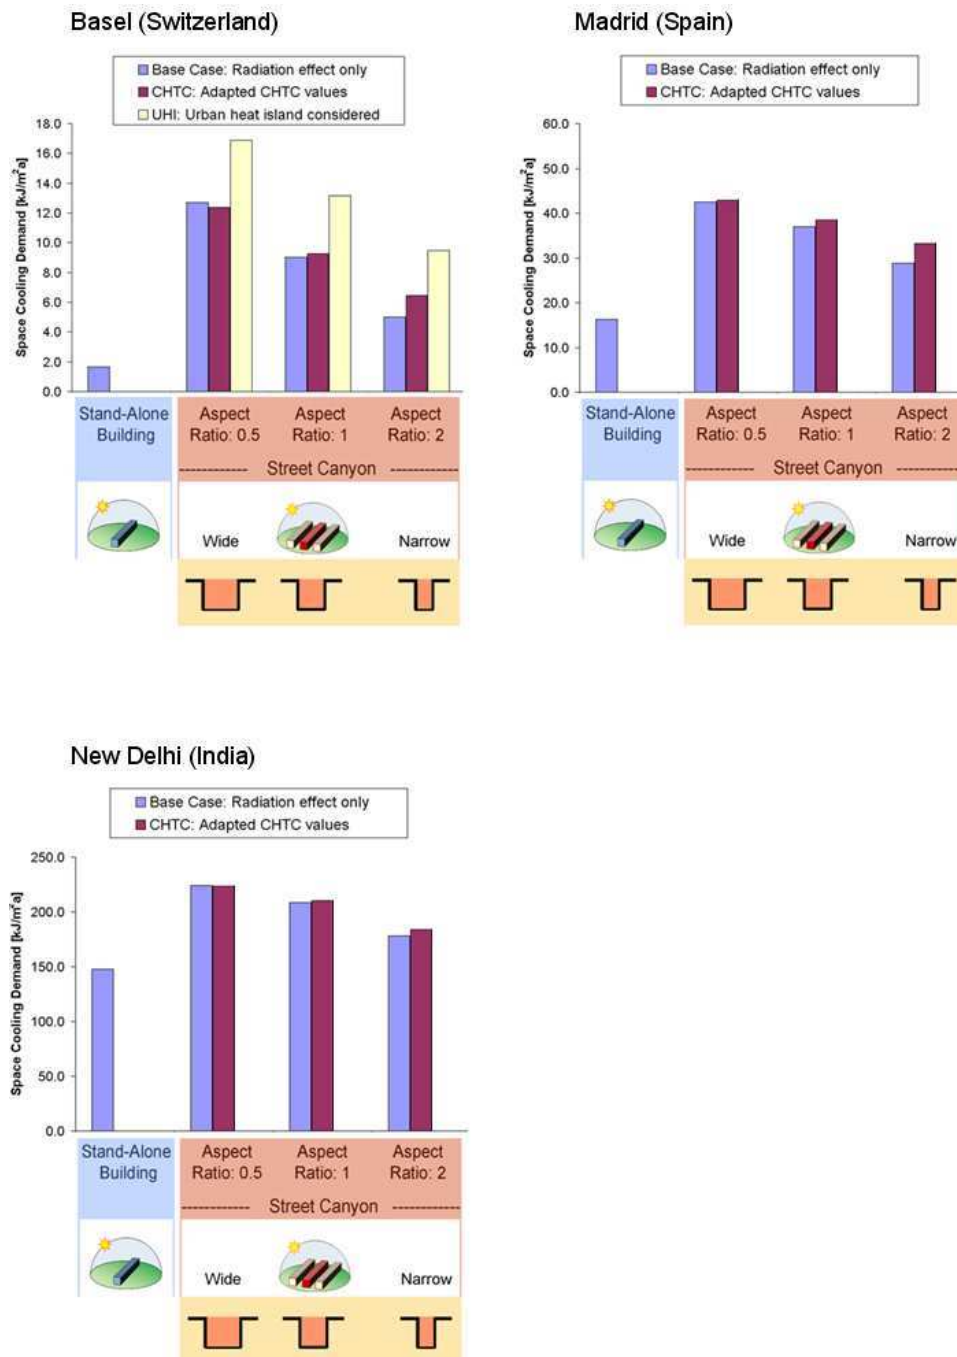 Basel (Switzerland)
Base Case: Radiation effect only
CHTC: Adapted CHTC values
UHI: Urban heat island considered
Space Cooling Demand [kJ/m²a]
18.0
16.0
14.0
12.0
10.0
8.0
6.0
4.0
2.0
0.0
Stand-Alone Building
Aspect Ratio: 0.5
Aspect Ratio: 1
Aspect Ratio: 2
---------- Street Canyon ----------
Wide
Narrow
Madrid (Spain)
Base Case: Radiation effect only
CHTC: Adapted CHTC values
Space Cooling Demand [kJ/m²a]
60.0
50.0
40.0
30.0
20.0
10.0
0.0
Stand-Alone Building
Aspect Ratio: 0.5
Aspect Ratio: 1
Aspect Ratio: 2
---------- Street Canyon ----------
Wide
Narrow
New Delhi (India)
Base Case: Radiation effect only
CHTC: Adapted CHTC values
Space Cooling Demand [kJ/m²a]
250.0
200.0
150.0
100.0
50.0
0.0
Stand-Alone Building
Aspect Ratio: 0.5
Aspect Ratio: 1
Aspect Ratio: 2
---------- Street Canyon ----------
Wide
Narrow